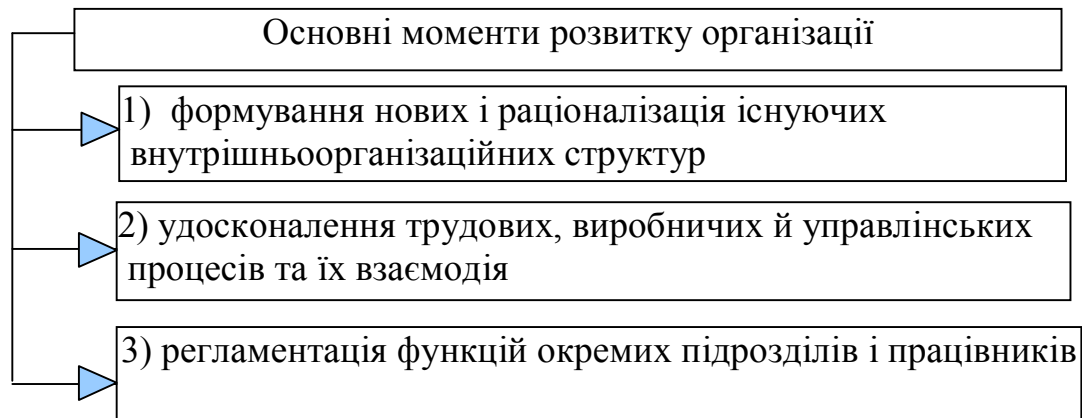 Основні моменти розвитку організації
1) формування нових і раціоналізація існуючих
внутрішньоорганізаційних структур
2) удосконалення трудових, виробничих й управлінських
процесів та їх взаємодія
3) регламентація функцій окремих підрозділів і працівників